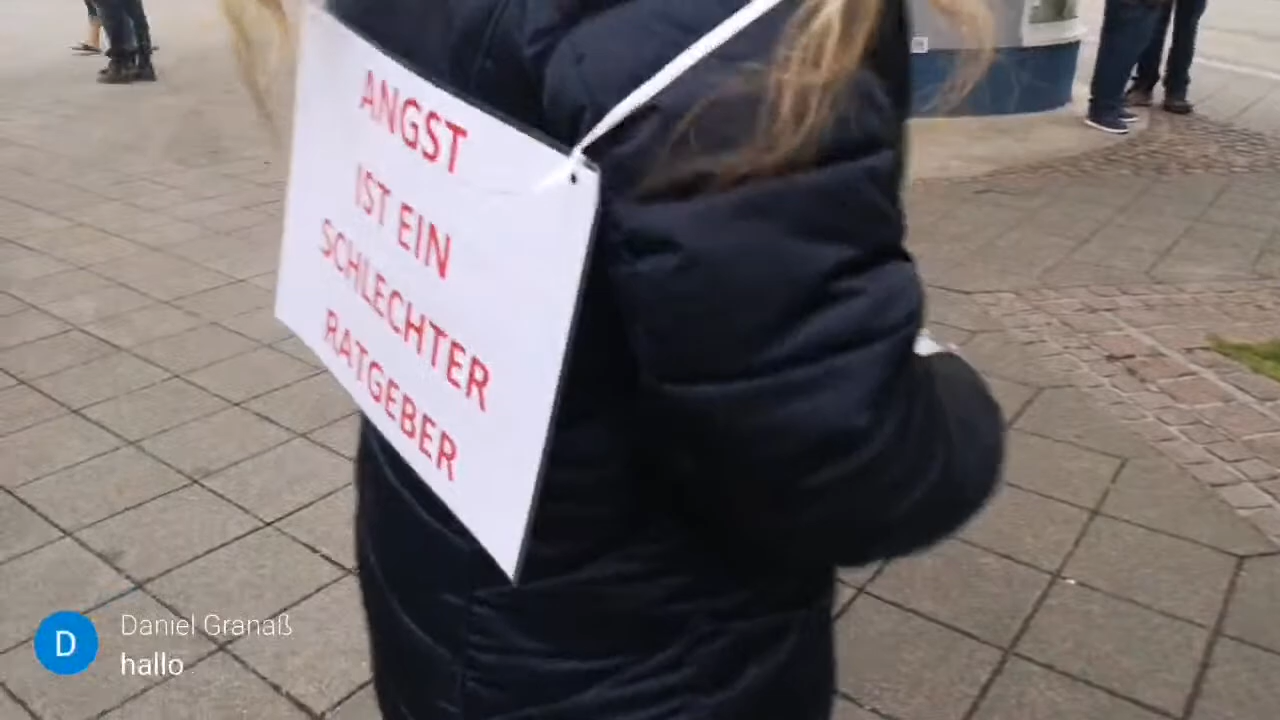 ANGST
IST EIN
SCHLECHTER
RATGEBER
D
Daniel Granaß
hallo